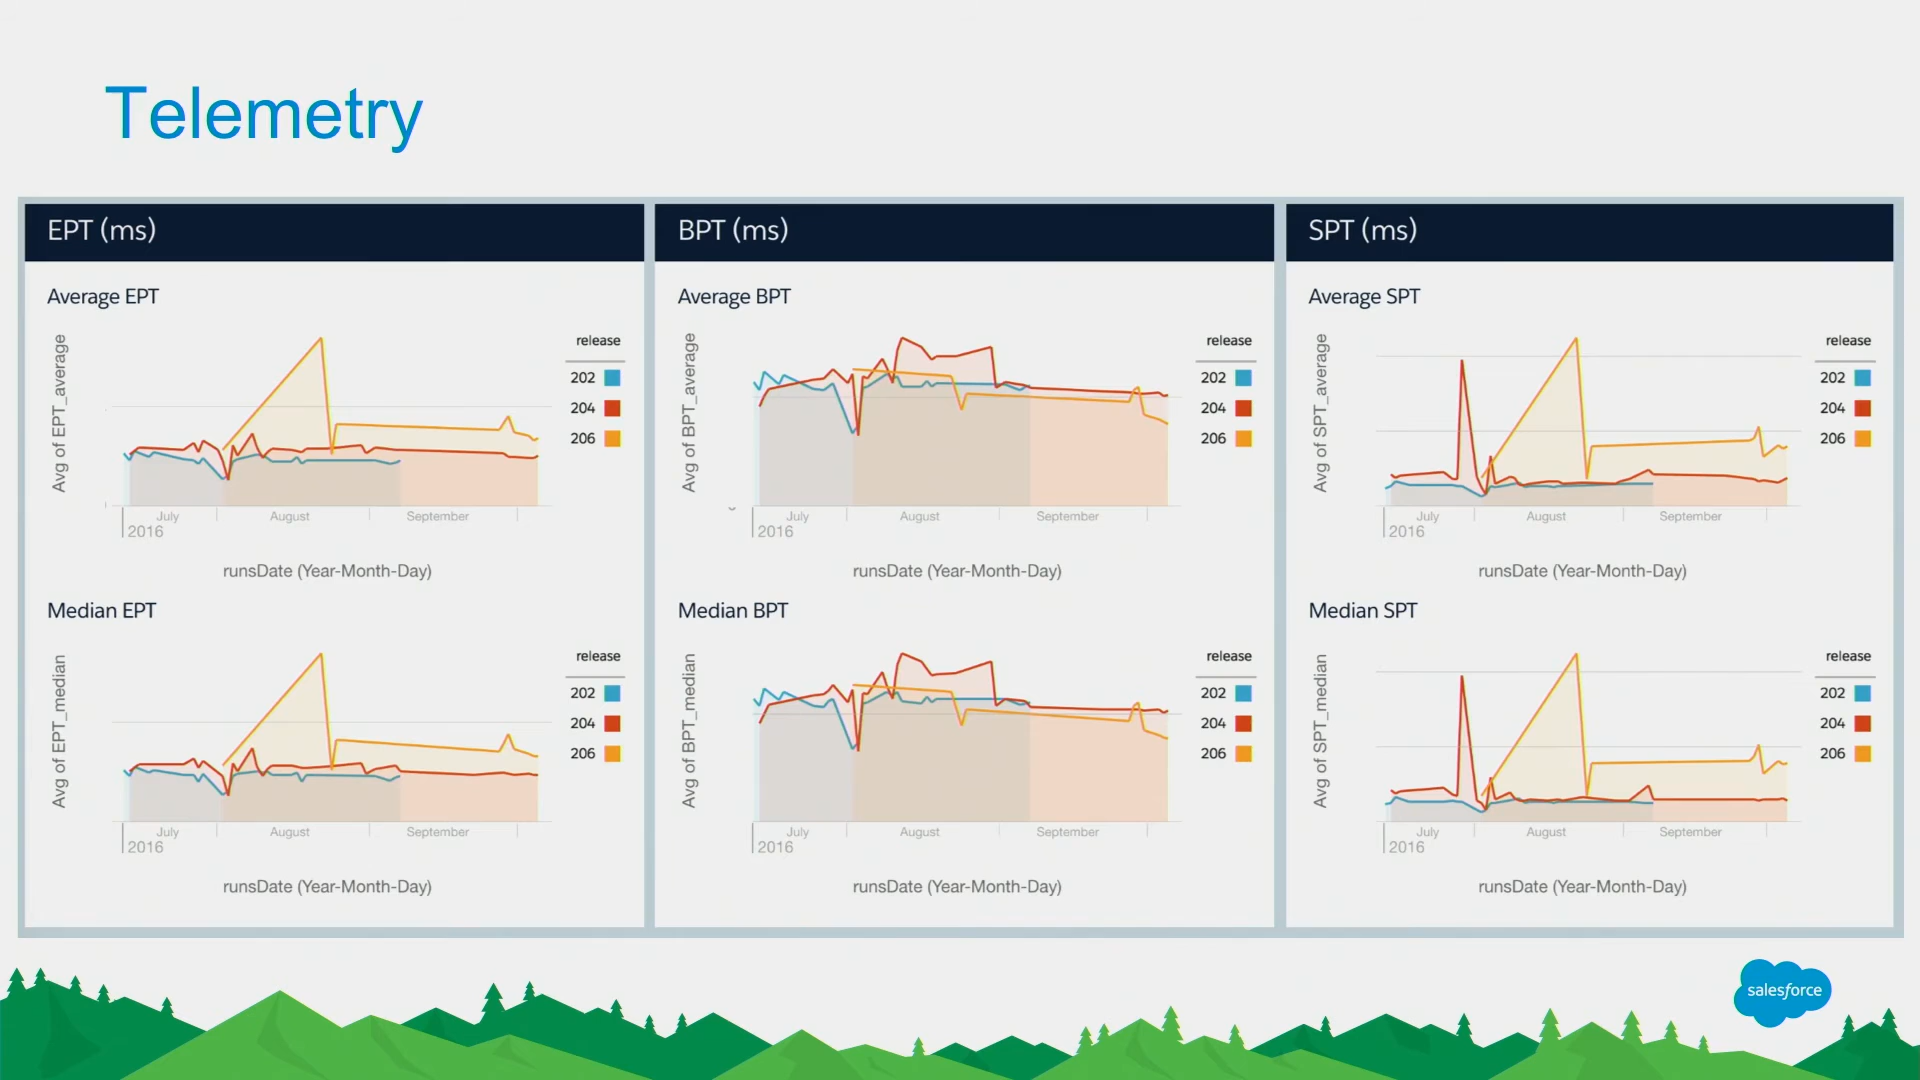 Telemetry
EPT (ms)
Average EPT
Avg of EPT_average
release
202
204
206
July
August
September
2016
runsDate (Year-Month-Day)
Median EPT
Avg of EPT_median
release
202
204
206
July
August
September
2016
runsDate (Year-Month-Day)
BPT (ms)
Average BPT
Avg of BPT_average
release
202
204
206
July
August
September
2016
runsDate (Year-Month-Day)
Median BPT
Avg of BPT_median
release
202
204
206
July
August
September
2016
runsDate (Year-Month-Day)
SPT (ms)
Average SPT
Avg of SPT_average
release
202
204
206
July
August
September
2016
runsDate (Year-Month-Day)
Median SPT
Avg of SPT_median
release
202
204
206
July
August
September
2016
runsDate (Year-Month-Day)
salesforce